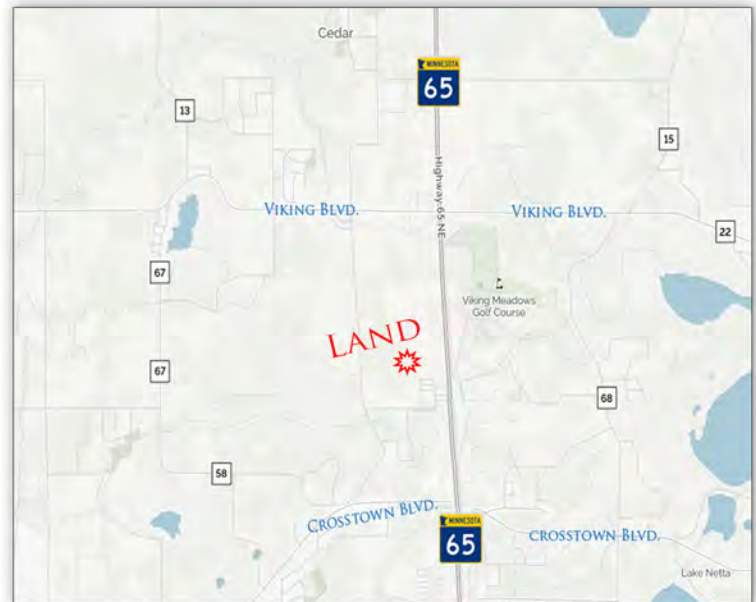 Cedar
MINNESOTA
65
13
15
Highway 65 NE
VIKING BLVD.
VIKING BLVD.
22
67
Viking Meadows
Golf Course
LAND
67
68
58
CROSSTOWN BLVD.
MINNESOTA
65
CROSSTOWN BLVD.
Lake Netta